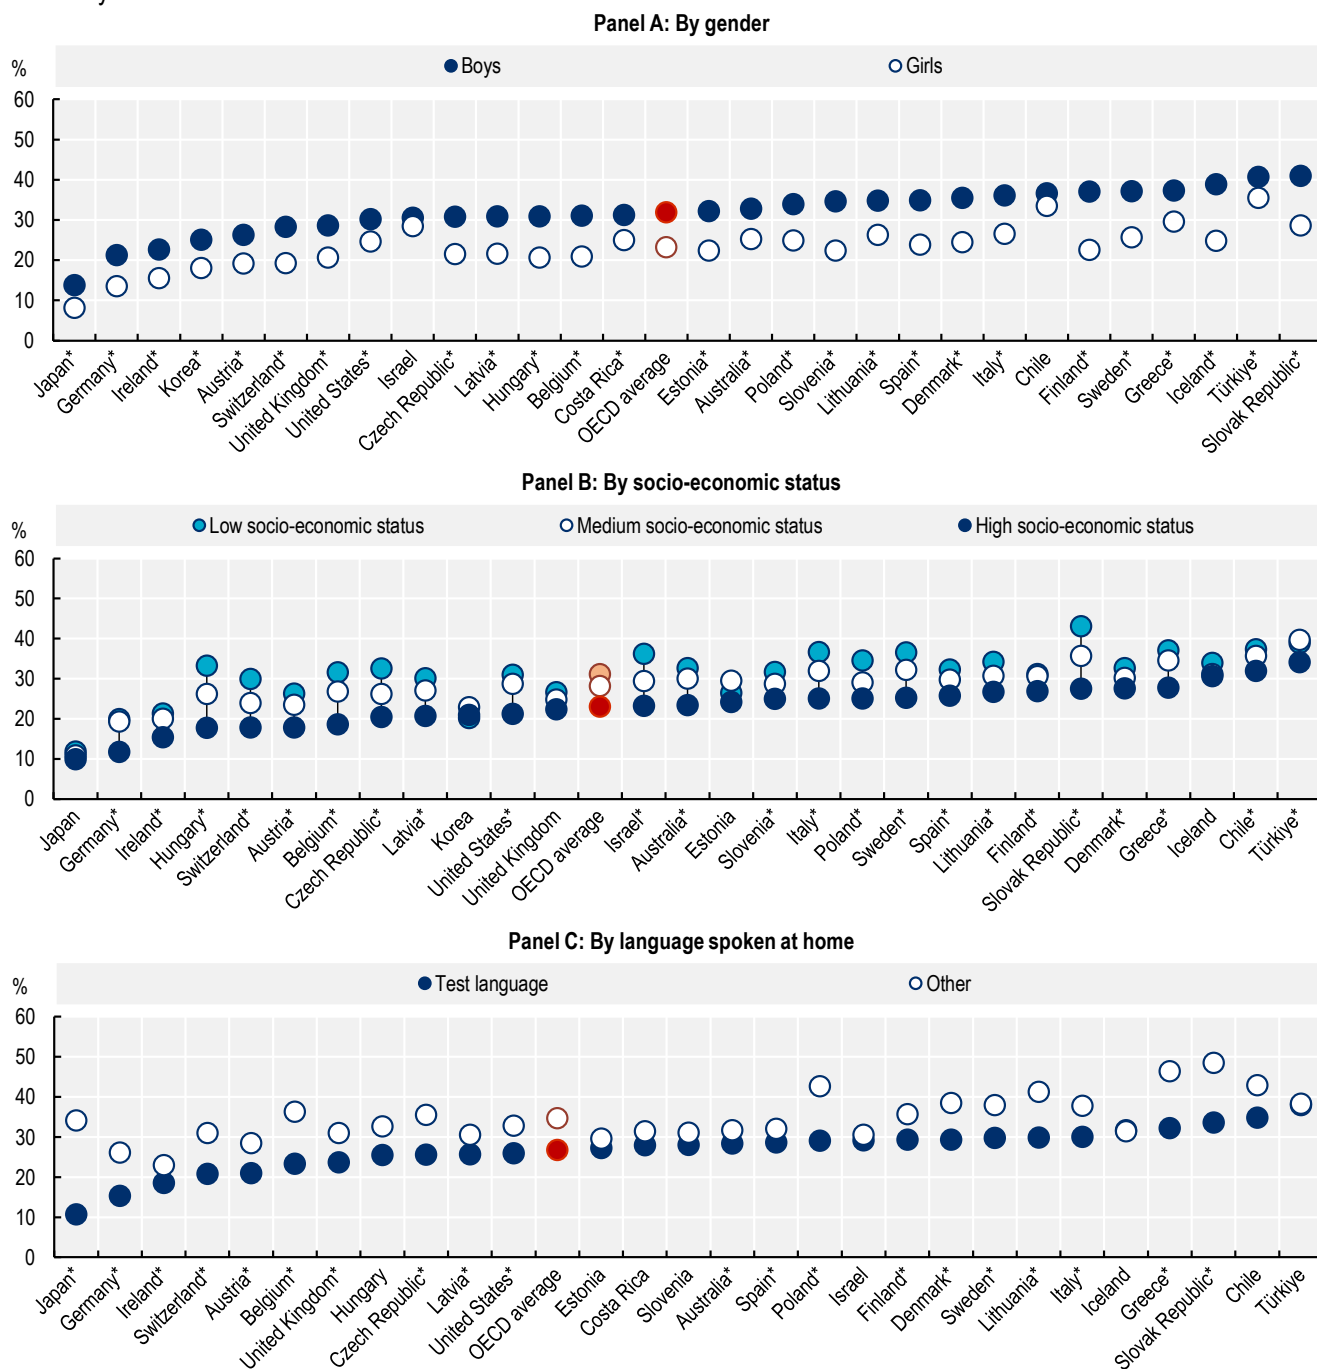 Panel A: By gender
%
Boys
Girls
60
50
40
30
20
10
0
Japan*
Germany*
Ireland*
Korea*
Austria*
Switzerland*
United Kingdom*
United States*
Israel
Czech Republic*
Latvia*
Hungary*
Belgium*
Costa Rica*
OECD average
Estonia*
Australia*
Poland*
Slovenia*
Lithuania*
Spain*
Denmark*
Italy*
Chile
Finland*
Sweden*
Greece*
Iceland*
Türkiye*
Slovak Republic*
Panel B: By socio-economic status
%
Low socio-economic status
Medium socio-economic status
High socio-economic status
60
50
40
30
20
10
0
Japan
Germany*
Ireland*
Hungary*
Switzerland*
Austria*
Belgium*
Czech Republic*
Latvia*
Korea
United States*
United Kingdom
OECD average
Israel*
Australia*
Estonia
Slovenia*
Italy*
Poland*
Sweden*
Spain*
Lithuania*
Finland*
Slovak Republic*
Denmark*
Greece*
Iceland
Chile*
Türkiye*
Panel C: By language spoken at home
%
Test language
Other
60
50
40
30
20
10
0
Japan*
Germany*
Ireland*
Switzerland*
Austria*
Belgium*
United Kingdom*
Hungary
Czech Republic*
Latvia*
United States*
OECD average
Estonia
Costa Rica
Slovenia
Australia*
Spain*
Poland*
Israel
Finland*
Denmark*
Sweden*
Lithuania*
Italy*
Iceland
Greece*
Slovak Republic*
Chile
Türkiye